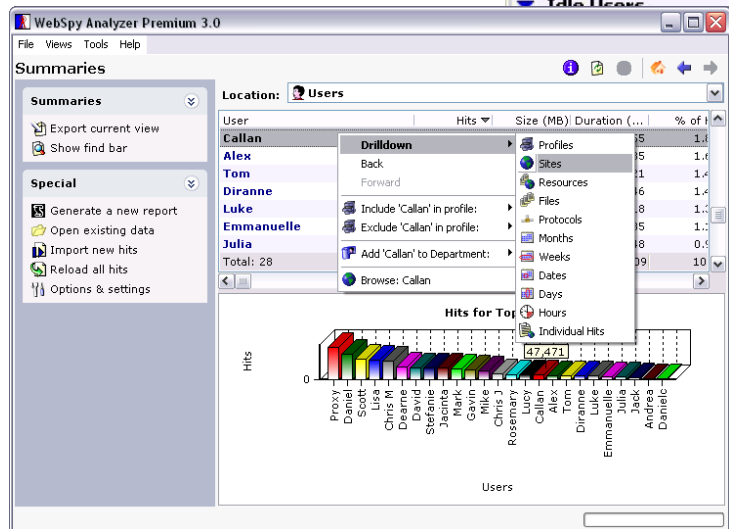 Idle Users
WebSpy Analyzer Premium 3.0
File Views Tools Help
Summaries
Summaries
Export current view
Show find bar
Special
Generate a new report
Open existing data
Import new hits
Reload all hits
Options & settings
Location: Users
User Hits Size (MB) Duration (... % of
Callan
Alex
Tom
Diranne
Luke
Emmanuelle
Julia
Total: 28
Drilldown
Back
Forward
Include 'Callan' in profile:
Exclude 'Callan' in profile:
Add 'Callan' to Department:
Browse: Callan
Profiles
Sites
Resources
Files
Protocols
Months
Weeks
Dates
Days
Hours
Individual Hits
Hits for Top
47,471
Hits
0
Proxy
Daniel
Scott
Lisa
Chris M
Dearne
David
Stefanie
Jacinta
Mark
Gavin
Mike
Chris J
Rosemary
Lucy
Callan
Alex
Tom
Diranne
Luke
Emmanuelle
Julia
Jack
Andrea
Danielc
Users